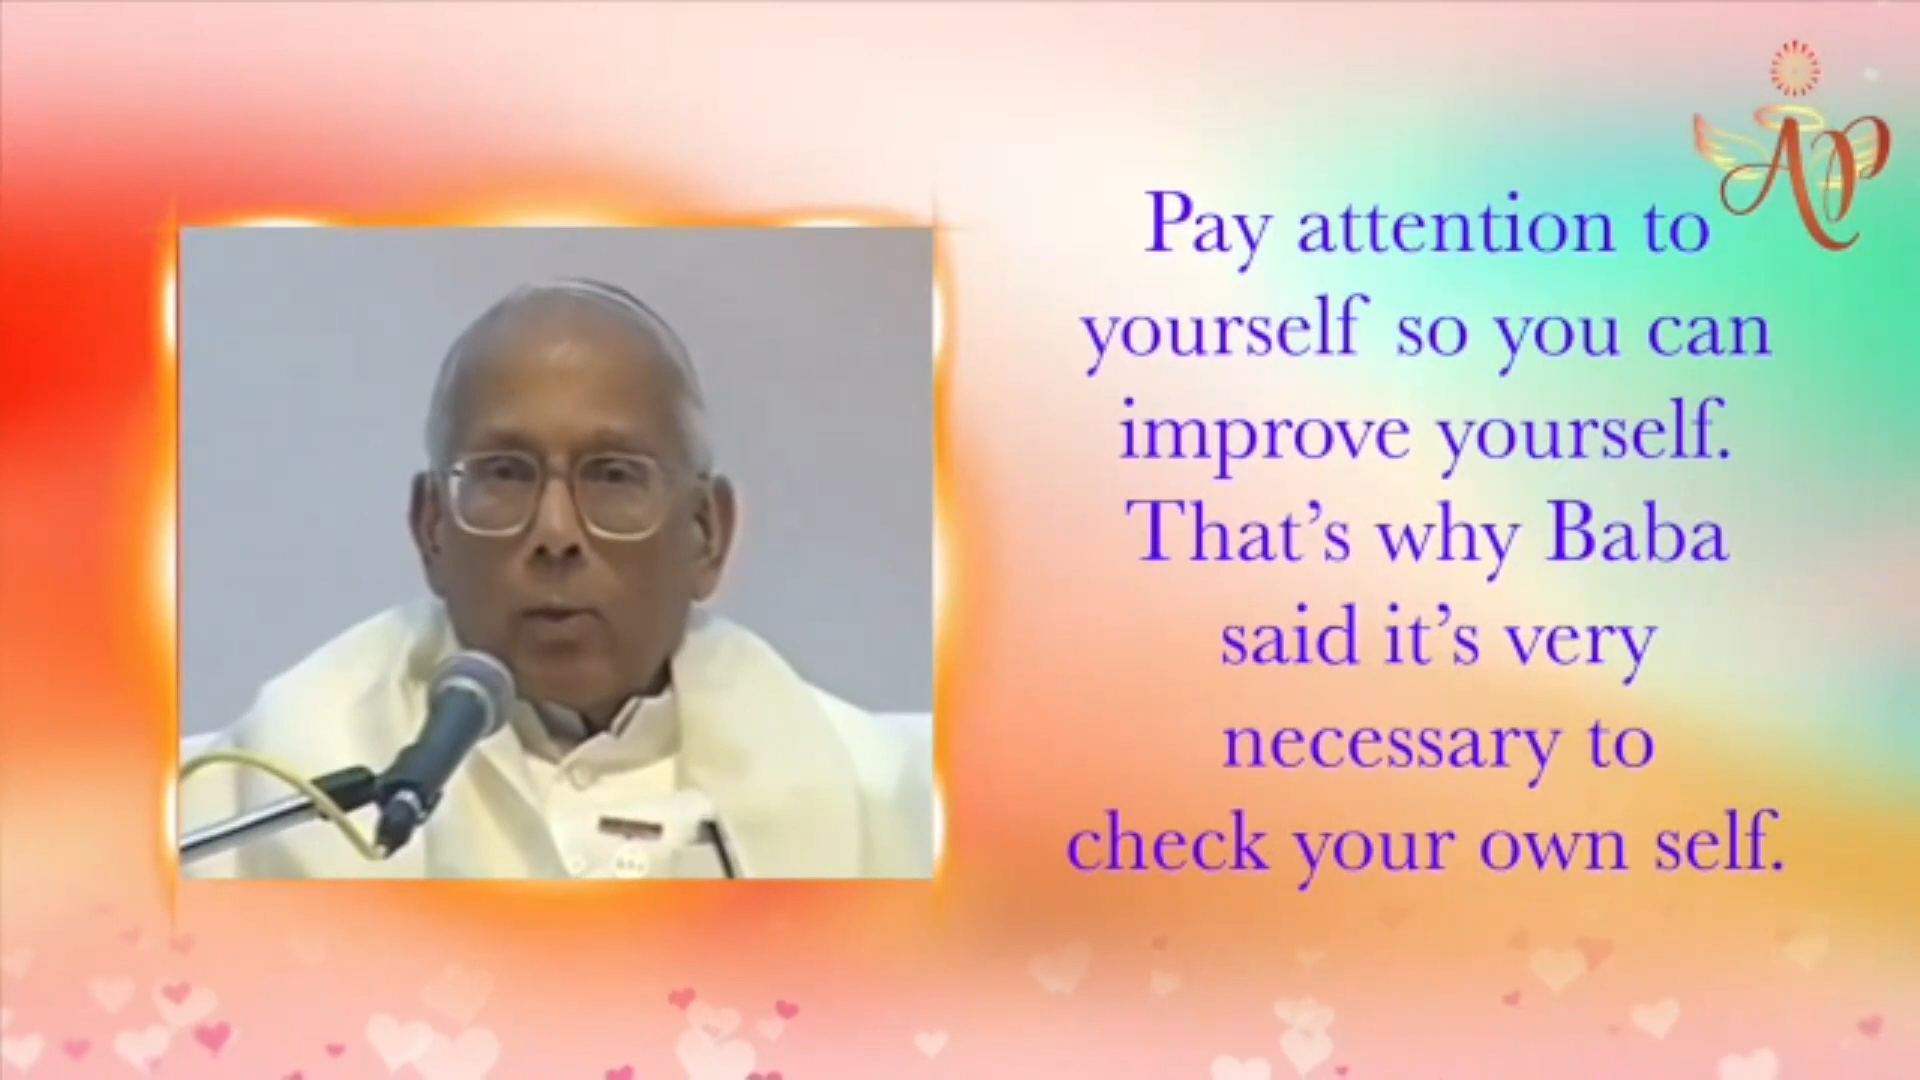 AP
Pay attention to
yourself so you can
improve yourself.
That’s why Baba
said it’s very
necessary to
check your own self.